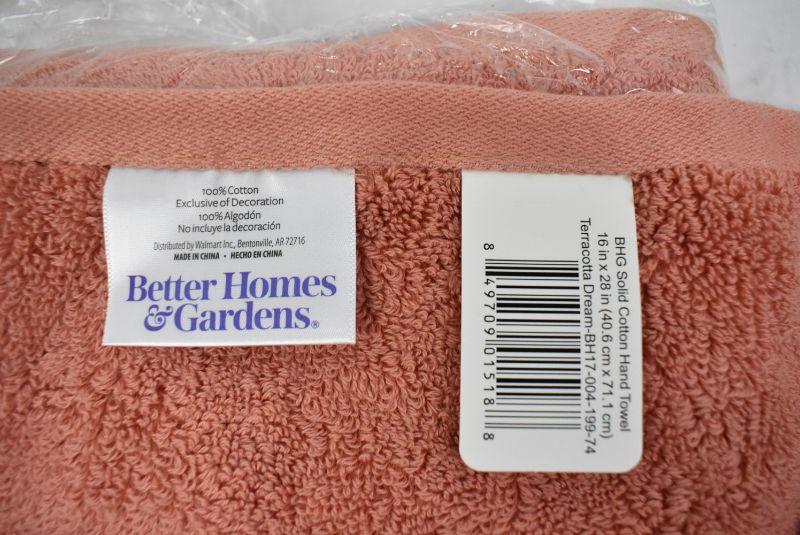 100% Cotton
Exclusive of Decoration
100% Algodón
No incluye la decoración
Distributed by Walmart Inc., Bentonville, AR 72716
MADE IN CHINA • HECHO EN CHINA
Better Homes
& Gardens®
BHG Solid Cotton Hand Towel
16 in x 28 in (40.6 cm x 71.1 cm)
Terracotta Dream-BH17-004-199-74
8 49709 01518 8